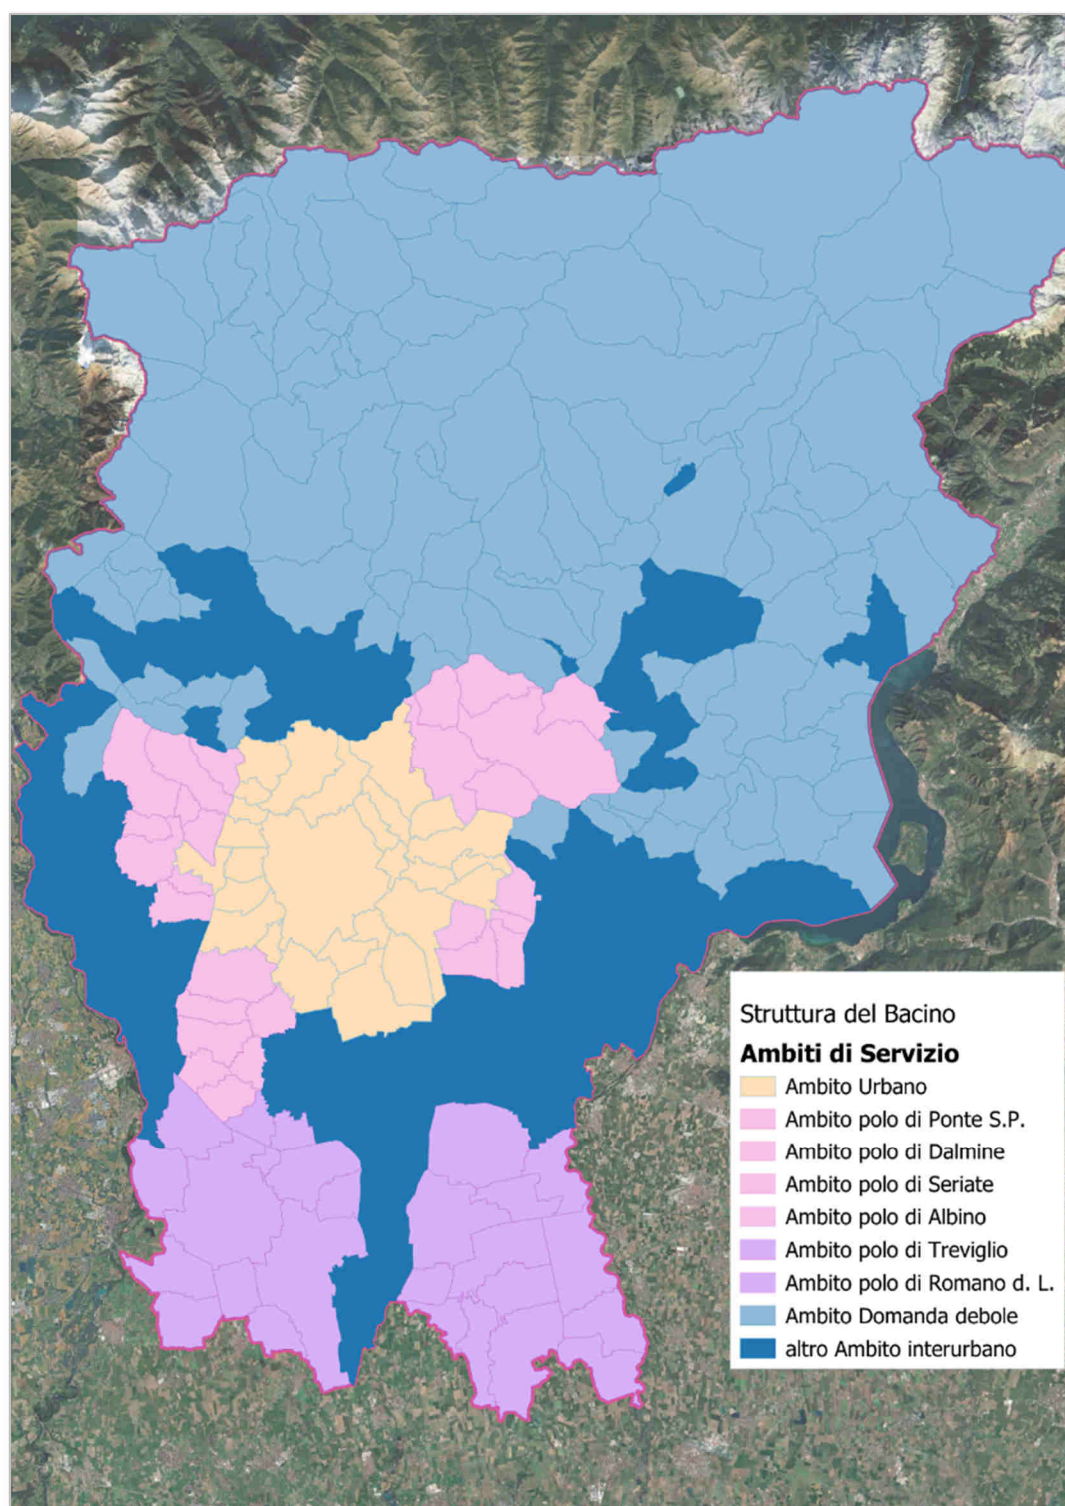 Struttura del Bacino
Ambiti di Servizio
Ambito Urbano
Ambito polo di Ponte S.P.
Ambito polo di Dalmine
Ambito polo di Seriate
Ambito polo di Albino
Ambito polo di Treviglio
Ambito polo di Romano d. L.
Ambito Domanda debole
altro Ambito interurbano